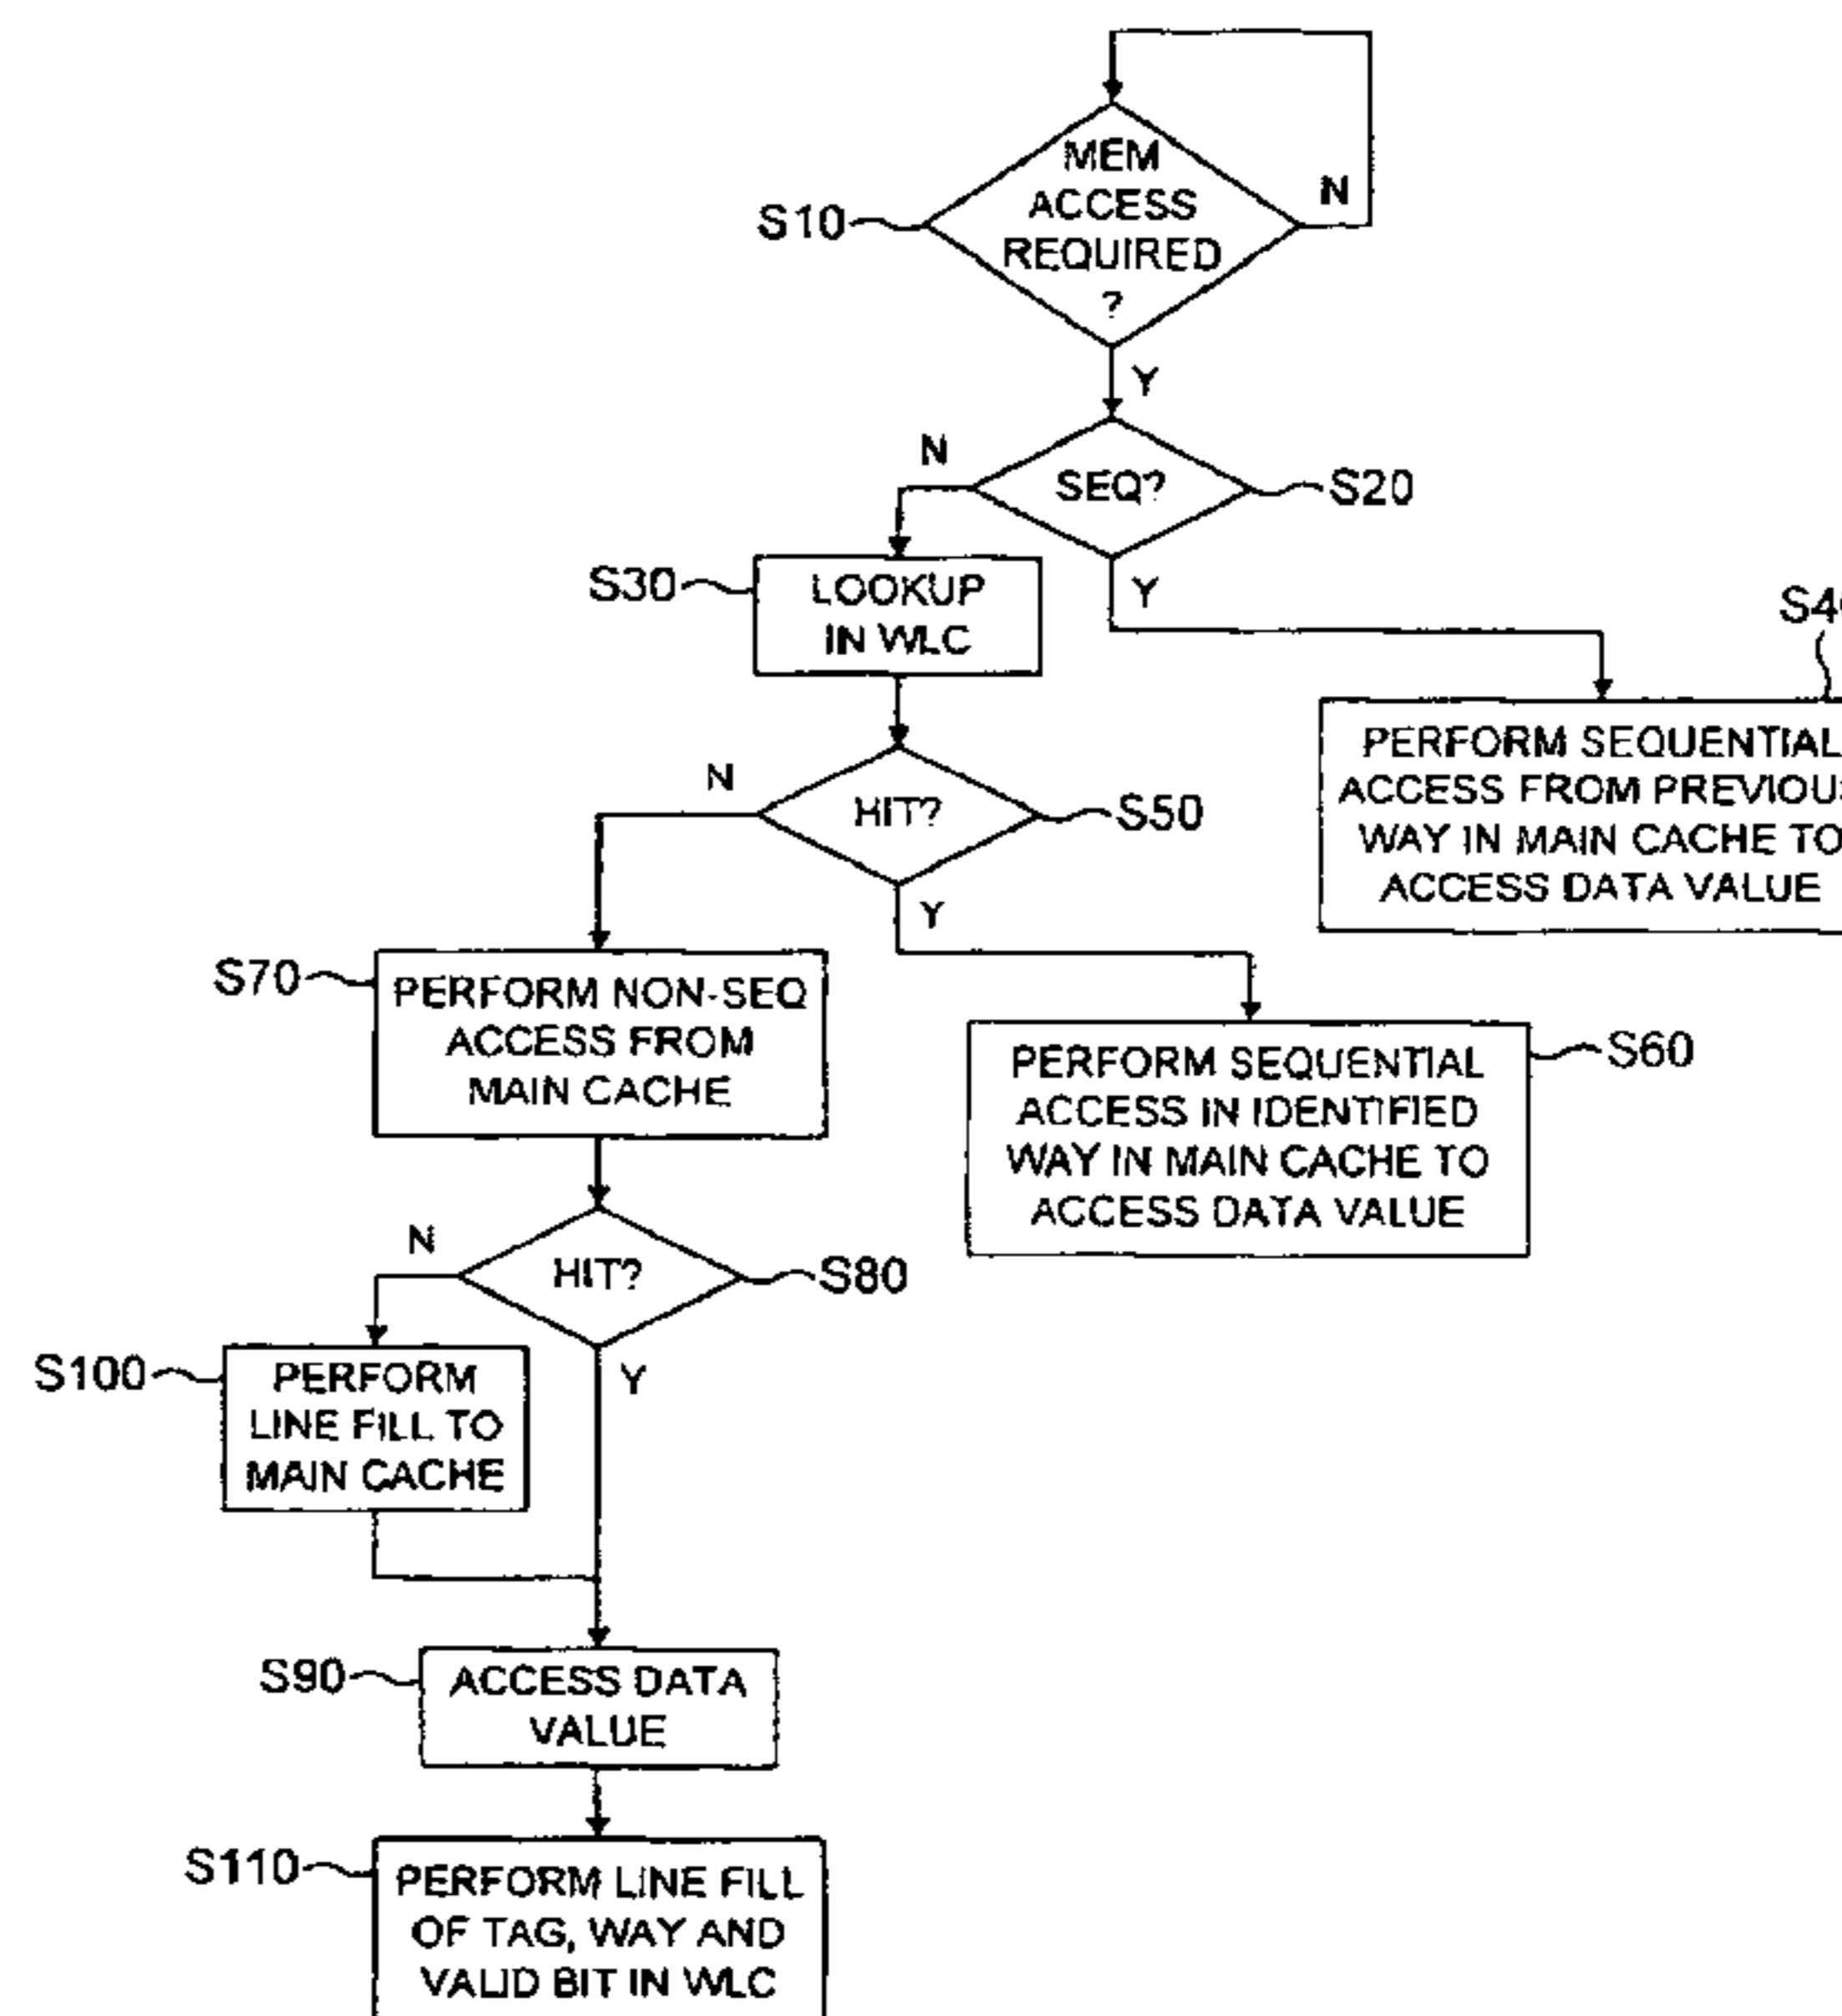 MEM
ACCESS
REQUIRED
?
S10
N
Y
SEQ?
S20
N
Y
S30
LOOKUP
IN WLC
PERFORM SEQUENTIAL
ACCESS FROM PREVIOUS
WAY IN MAIN CACHE TO
ACCESS DATA VALUE
HIT?
S50
N
Y
S70
PERFORM NON-SEQ
ACCESS FROM
MAIN CACHE
PERFORM SEQUENTIAL
ACCESS IN IDENTIFIED
WAY IN MAIN CACHE TO
ACCESS DATA VALUE
S60
HIT?
S80
N
Y
S100
PERFORM
LINE FILL TO
MAIN CACHE
S90
ACCESS DATA
VALUE
S110
PERFORM LINE FILL
OF TAG, WAY AND
VALID BIT IN WLC